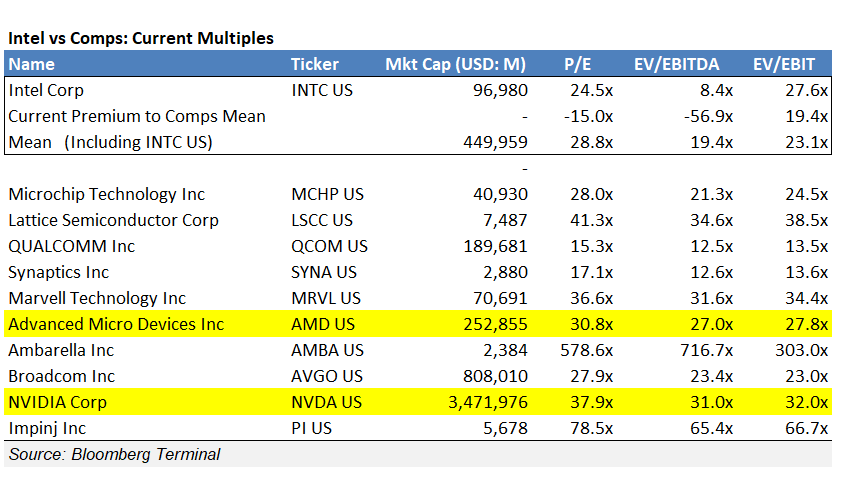 Intel vs Comps: Current Multiples
Name Ticker Mkt Cap (USD: M) P/E EV/EBITDA EV/EBIT
Intel Corp INTC US 96,980 24.5x 8.4x 27.6x
Current Premium to Comps Mean - -15.0x -56.9x 19.4x
Mean (Including INTC US) 449,959 28.8x 19.4x 23.1x
-
Microchip Technology Inc MCHP US 40,930 28.0x 21.3x 24.5x
Lattice Semiconductor Corp LSCC US 7,487 41.3x 34.6x 38.5x
QUALCOMM Inc QCOM US 189,681 15.3x 12.5x 13.5x
Synaptics Inc SYNA US 2,880 17.1x 12.6x 13.6x
Marvell Technology Inc MRVL US 70,691 36.6x 31.6x 34.4x
Advanced Micro Devices Inc AMD US 252,855 30.8x 27.0x 27.8x
Ambarella Inc AMBA US 2,384 578.6x 716.7x 303.0x
Broadcom Inc AVGO US 808,010 27.9x 23.4x 23.0x
NVIDIA Corp NVDA US 3,471,976 37.9x 31.0x 32.0x
Impinj Inc PI US 5,678 78.5x 65.4x 66.7x
Source: Bloomberg Terminal